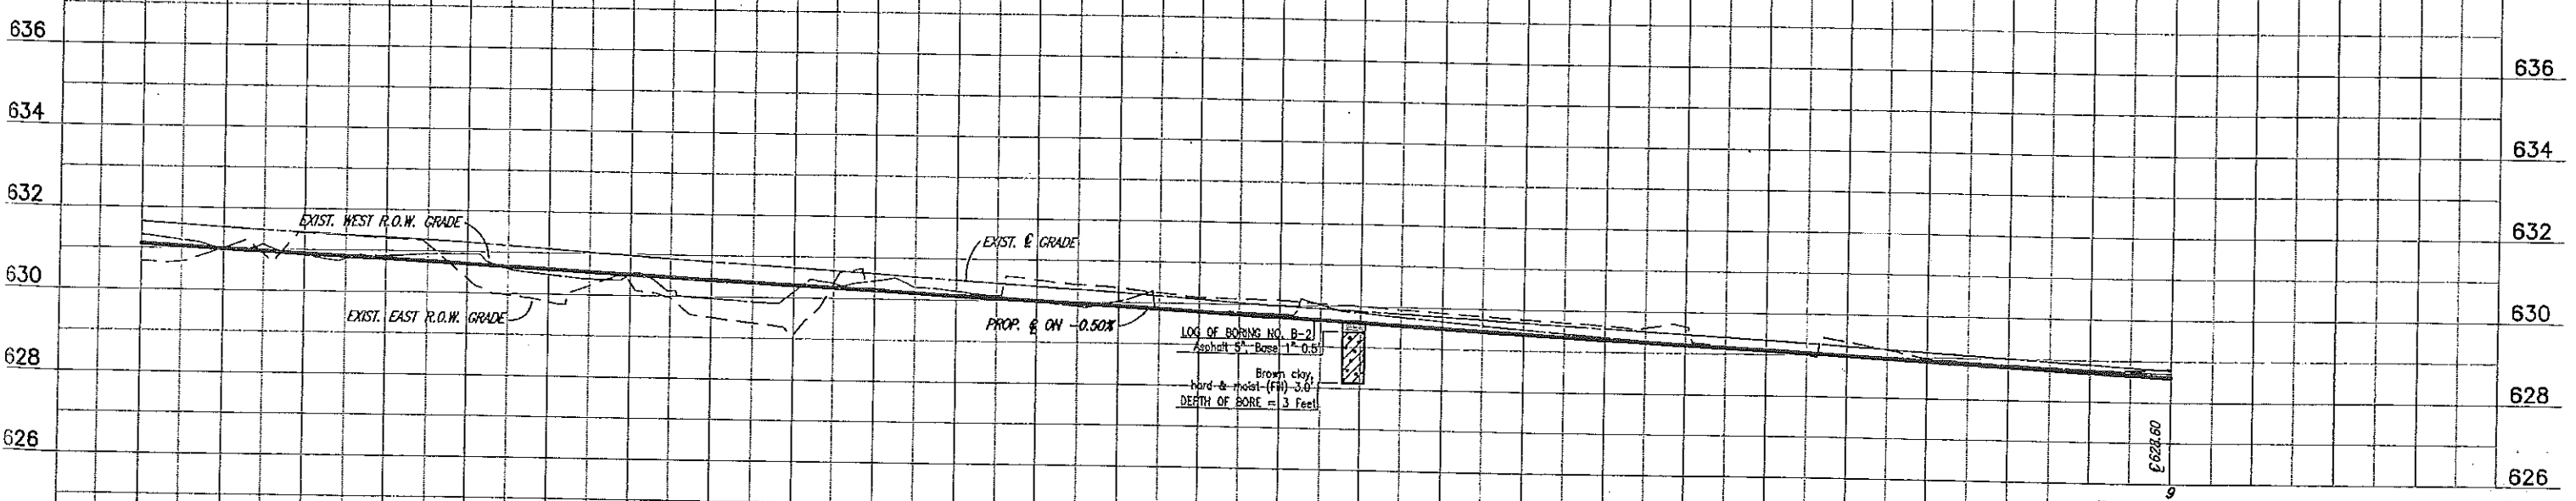 636
634
632
630
628
626
EXIST. WEST R.O.W. GRADE
EXIST. EAST R.O.W. GRADE
EXIST. ℄ GRADE
PROP. ℄ ON -0.50%
LOG OF BORING NO. B-2
Asphalt 5", Base 1" 0.5'
Brown clay,
hard & moist (Fill) 3.0'
DEPTH OF BORE = 3 Feet
℄ 628.60
9
636
634
632
630
628
626